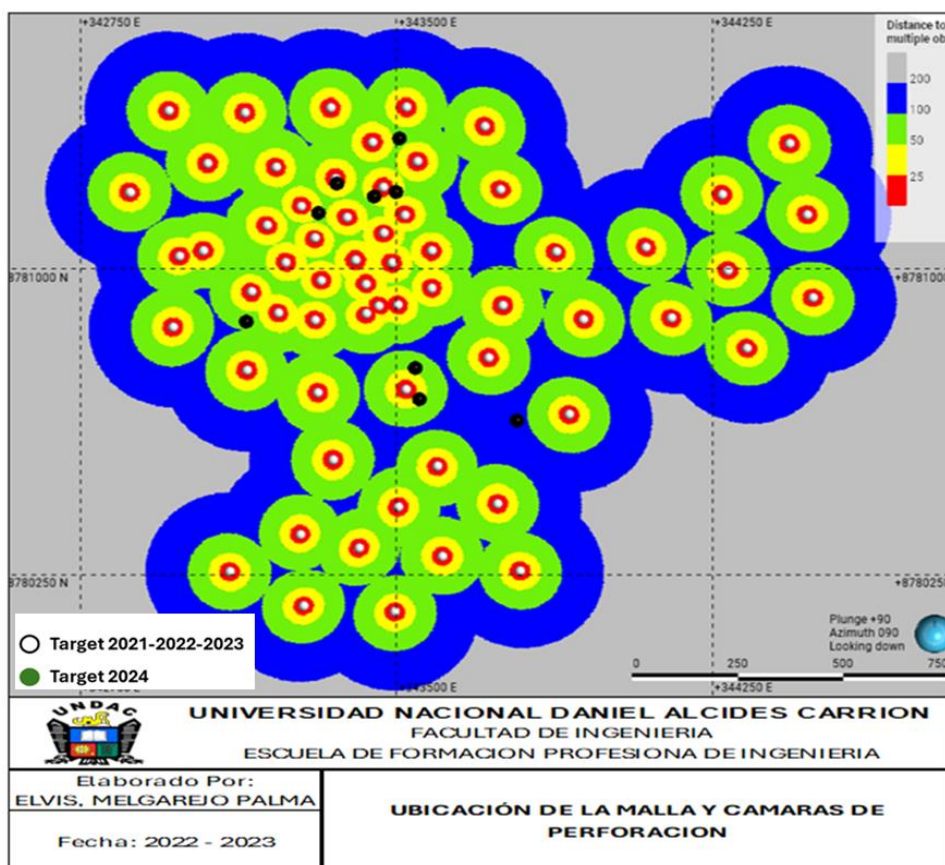 +342750 E
+343500 E
+344250 E
Distance to
multiple ob
200
100
50
25
8781000 N
+8781000
8780250 N
+8780250
Target 2021-2022-2023
Target 2024
+343500 E
+344250 E
Plunge +90
Azimuth 090
Looking down
0 250 500 750
UNDAC
UNIVERSIDAD NACIONAL DANIEL ALCIDES CARRION
FACULTAD DE INGENIERIA
ESCUELA DE FORMACION PROFESIONA DE INGENIERIA
Elaborado Por:
ELVIS, MELGAREJO PALMA
Fecha: 2022 - 2023
UBICACIÓN DE LA MALLA Y CAMARAS DE
PERFORACION